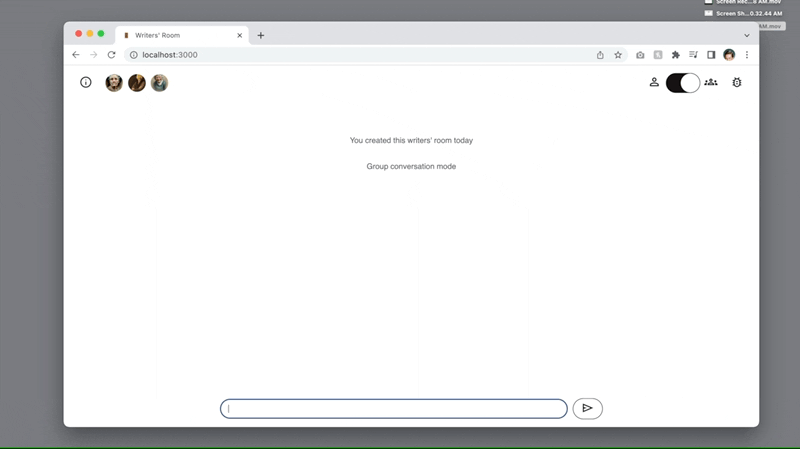 Screen Rec...8 AM.mov
Screen Sh...0.32.44 AM
AM.mov
Writers' Room
localhost:3000
You created this writers' room today
Group conversation mode